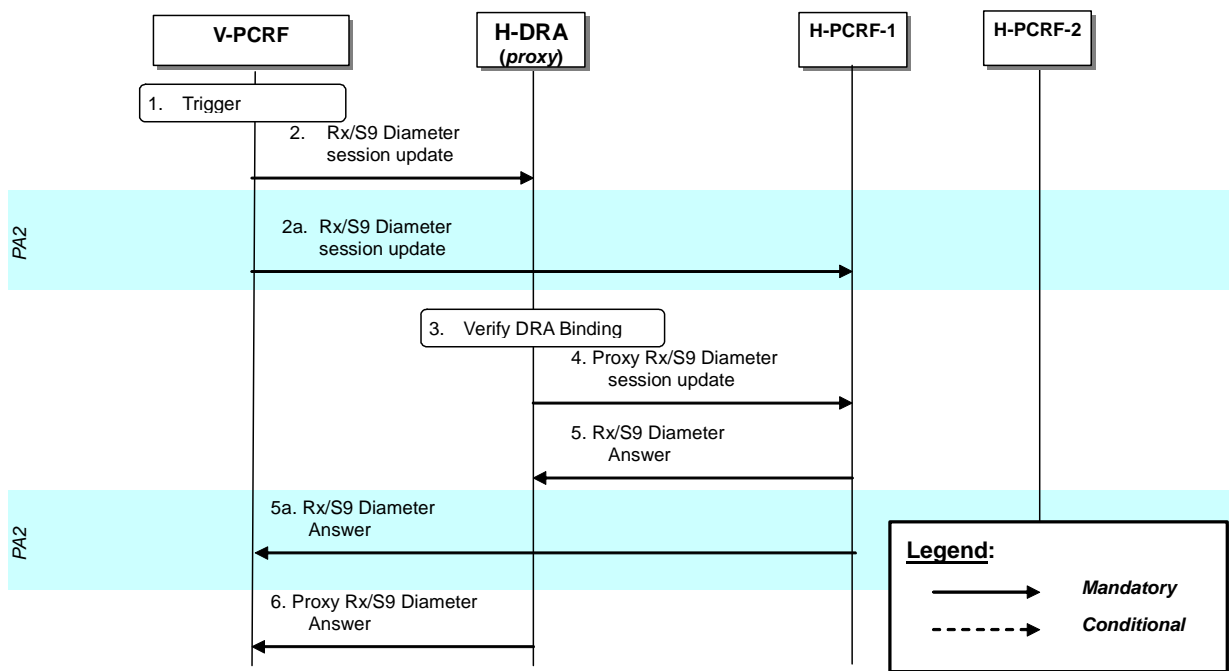 V-PCRF
H-DRA
(proxy)
H-PCRF-1
H-PCRF-2
1. Trigger
2. Rx/S9 Diameter
session update
PA2
2a. Rx/S9 Diameter
session update
3. Verify DRA Binding
4. Proxy Rx/S9 Diameter
session update
5. Rx/S9 Diameter
Answer
PA2
5a. Rx/S9 Diameter
Answer
6. Proxy Rx/S9 Diameter
Answer
Legend:
Mandatory
Conditional